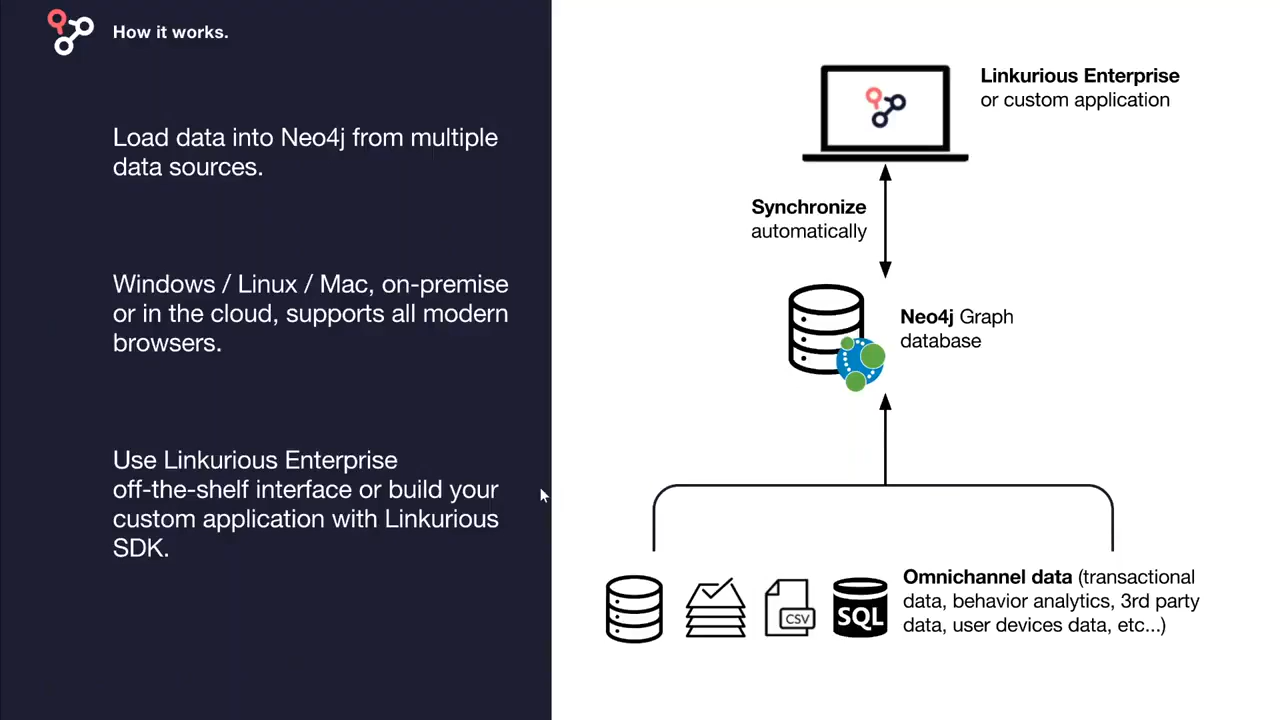 How it works.
Load data into Neo4j from multiple
data sources.
Windows / Linux / Mac, on-premise
or in the cloud, supports all modern
browsers.
Use Linkurious Enterprise
off-the-shelf interface or build your
custom application with Linkurious
SDK.
Linkurious Enterprise
or custom application
Synchronize
automatically
Neo4j Graph
database
CSV
SQL
Omnichannel data (transactional
data, behavior analytics, 3rd party
data, user devices data, etc...)